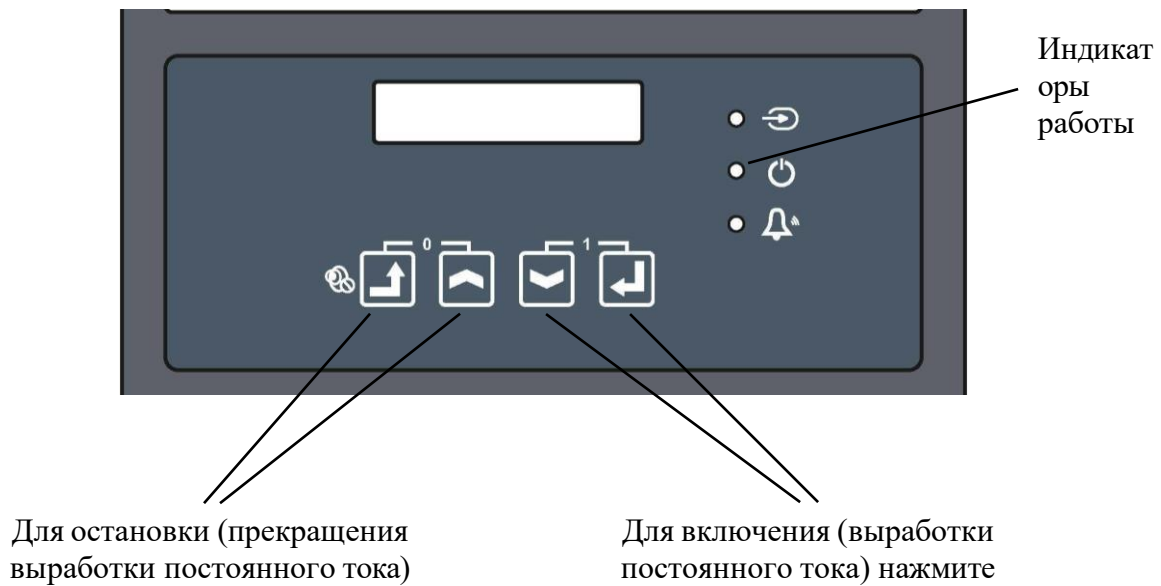 Индикат
оры
работы
0
1
Для остановки (прекращения
выработки постоянного тока)
Для включения (выработки
постоянного тока) нажмите